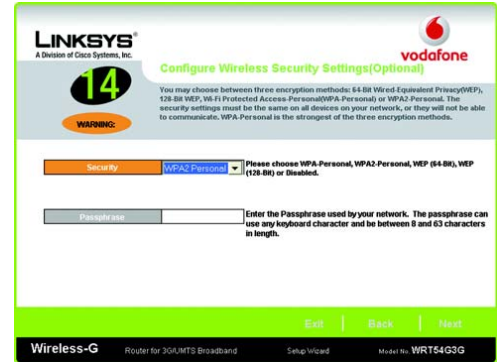 LINKSYS®
A Division of Cisco Systems, Inc.
vodafone
14
WARNING:
Configure Wireless Security Settings(Optional)
You may choose between three encryption methods: 64-Bit Wired-Equivalent Privacy(WEP),
128-Bit WEP, Wi-Fi Protected Access-Personal(WPA-Personal) or WPA2-Personal. The
security settings must be the same on all devices on your network, or they will not be able
to communicate. WPA-Personal is the strongest of the three encryption methods.
Security
WPA2 Personal
Please choose WPA-Personal, WPA2-Personal, WEP (64-Bit), WEP
(128-Bit) or Disabled.
Passphrase
Enter the Passphrase used by your network. The passphrase can
use any keyboard character and be between 8 and 63 characters
in length.
Exit
Back
Next
Wireless-G
Router for 3G/UMTS Broadband
Setup Wizard
Model No. WRT54G3G